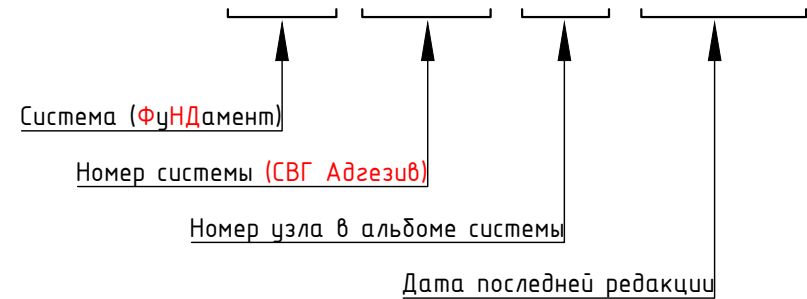 Система (ФуНДамент)
Номер системы (СВГ Адгезив)
Номер узла в альбоме системы
Дата последней редакции